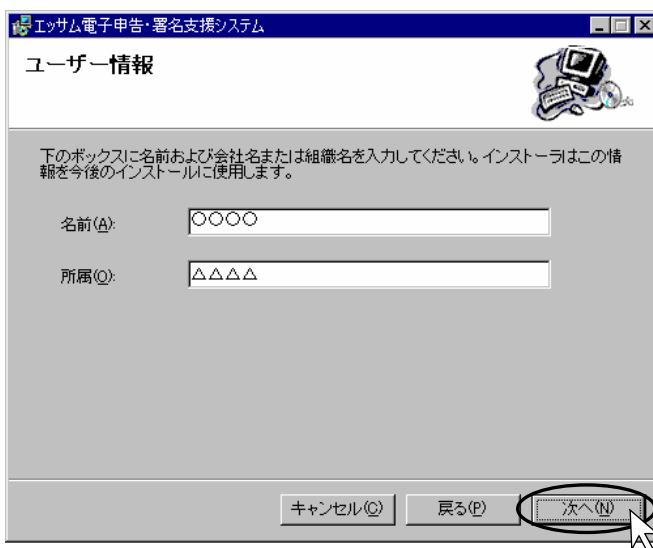 エッサム電子申告・署名支援システム
ユーザー情報
下のボックスに名前および会社名または組織名を入力してください。インストーラはこの情
報を今後のインストールに使用します。
名前(A):
○○○○
所属(O):
△△△△
キャンセル(C)
戻る(P)
次へ(N)